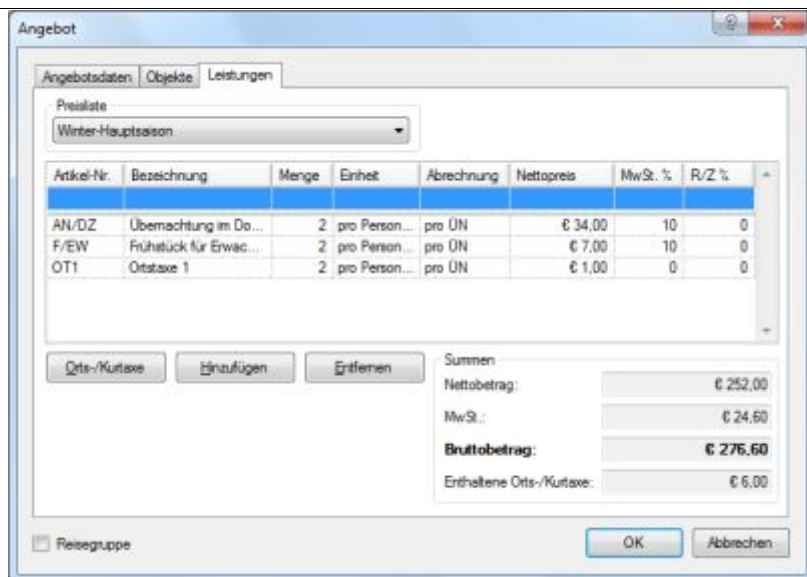 Angebot
Angebotsdaten Objekte Leistungen
Preisliste
Winter-Hauptsaison
Artikel-Nr. Bezeichnung Menge Einheit Abrechnung Nettopreis MwSt. % R/Z %
AN/DZ Übernachtung im Do... 2 pro Person... pro ÜN € 34,00 10 0
F/EW Frühstück für Erwac... 2 pro Person... pro ÜN € 7,00 10 0
OT1 Ortstaxe 1 2 pro Person... pro ÜN € 1,00 0 0
Orts-/Kurtaxe Hinzufügen Entfernen
Summen
Nettobetrag: € 252,00
MwSt.: € 24,60
Bruttobetrag: € 276,60
Enthaltene Orts-/Kurtaxe: € 6,00
Reisegruppe OK Abbrechen